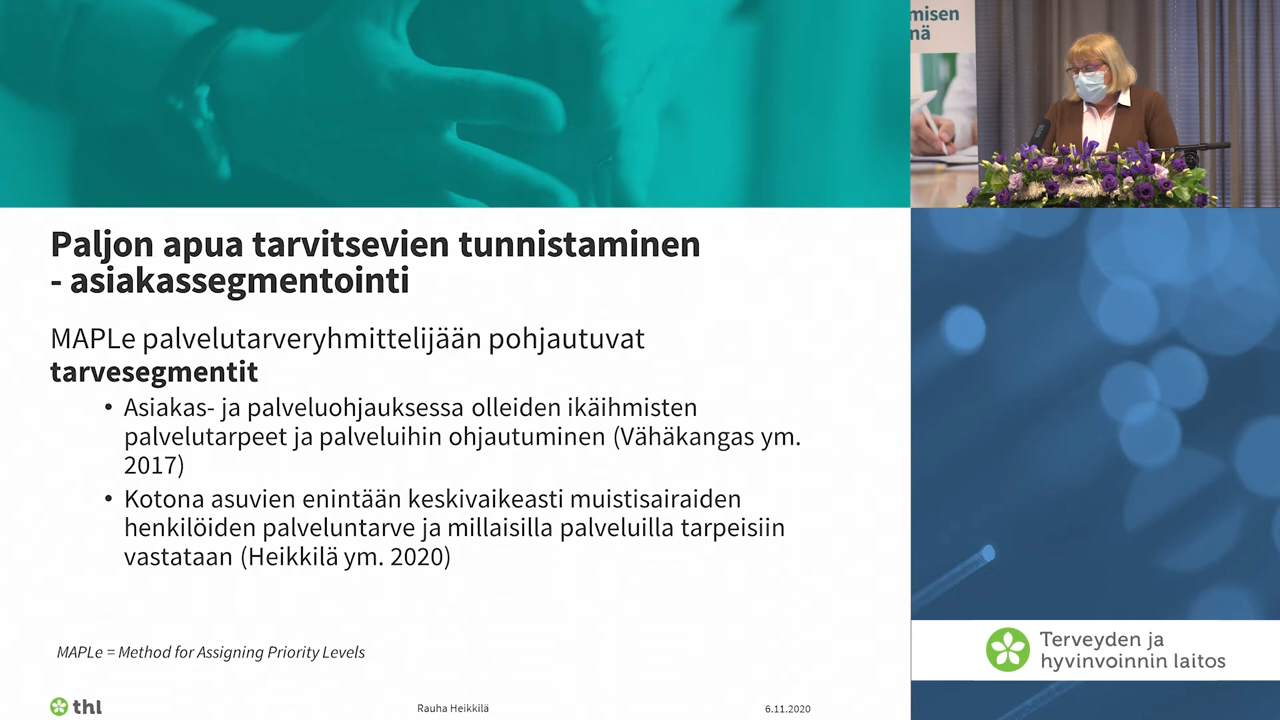 Paljon apua tarvitsevien tunnistaminen
- asiakassegmentointi
MAPLe palvelutarveryhmittelijään pohjautuvat
tarvesegmentit
• Asiakas- ja palveluohjauksessa olleiden ikäihmisten
palvelutarpeet ja palveluihin ohjautuminen (Vähäkangas ym.
2017)
• Kotona asuvien enintään keskivaikeasti muistisairaiden
henkilöiden palveluntarve ja millaisilla palveluilla tarpeisiin
vastataan (Heikkilä ym. 2020)
MAPLe = Method for Assigning Priority Levels
thl
Rauha Heikkilä
6.11.2020
misen
nä
Terveyden ja
hyvinvoinnin laitos